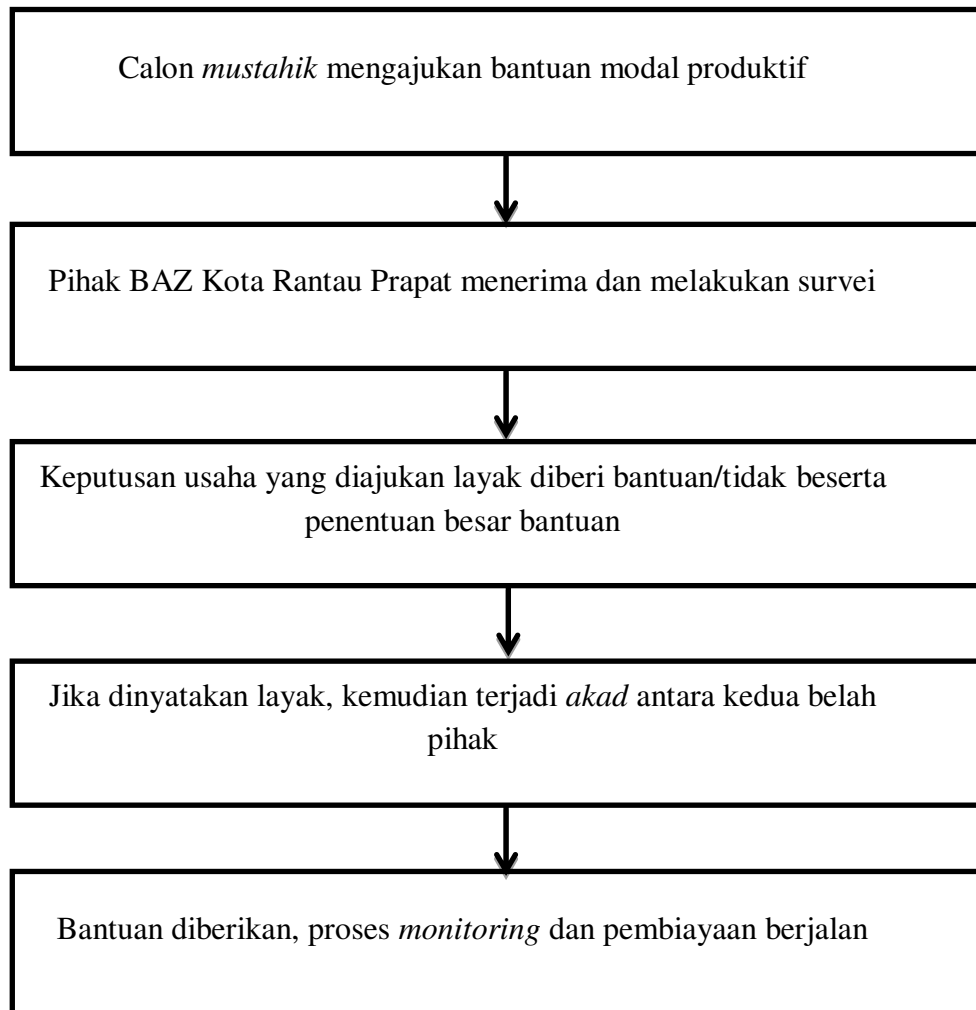 Calon mustahik mengajukan bantuan modal produktif
Pihak BAZ Kota Rantau Prapat menerima dan melakukan survei
Keputusan usaha yang diajukan layak diberi bantuan/tidak beserta
penentuan besar bantuan
Jika dinyatakan layak, kemudian terjadi akad antara kedua belah
pihak
Bantuan diberikan, proses monitoring dan pembiayaan berjalan